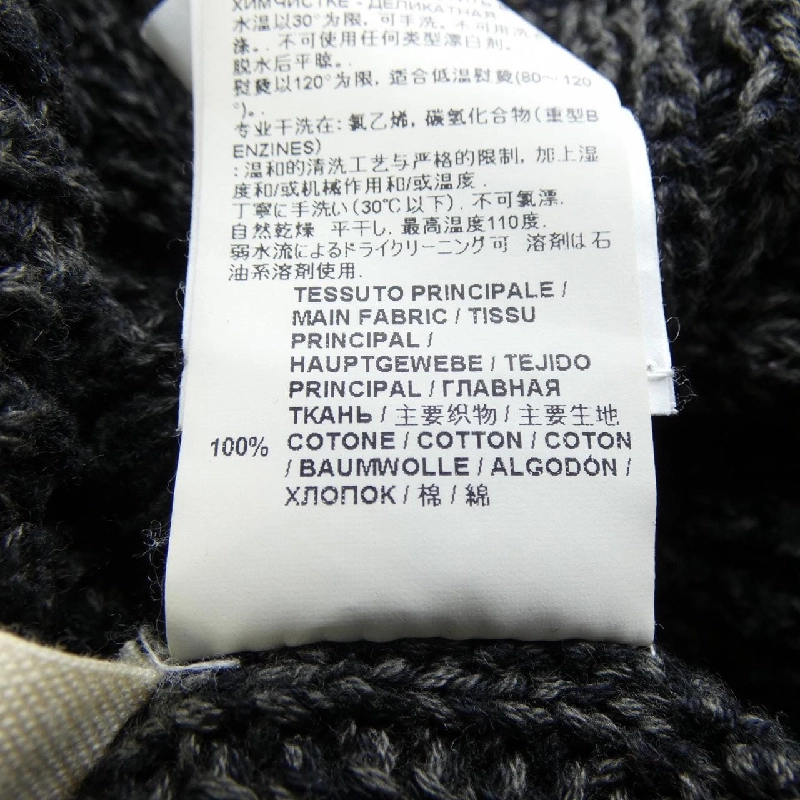 ХИМЧИСТКЕ - ДЕЛИКАТНАЯ
水温以30°为限, 可手洗。不可用洗衣
涤。. 不可使用任何类型漂白剂。
脱水后平晾。.
熨烫以120°为限, 适合低温熨烫(80～120
°)。.
专业干洗在: 氯乙烯, 碳氢化合物 (重型B
ENZINES)
: 温和的清洗工艺与严格的限制, 加上湿
度和/或机械作用和/或温度 .
丁寧に手洗い (30℃以下) . 不可氯漂.
自然乾燥 平干し, 最高温度110度.
弱水流によるドライクリーニング可 溶剤は石
油系溶剤使用.
TESSUTO PRINCIPALE /
MAIN FABRIC / TISSU
PRINCIPAL /
HAUPTGEWEBE / TEJIDO
PRINCIPAL / ГЛАВНАЯ
ТКАНЬ / 主要织物 / 主要生地
100% COTONE / COTTON / COTON
/ BAUMWOLLE / ALGODÓN /
ХЛОПОК / 棉 / 綿